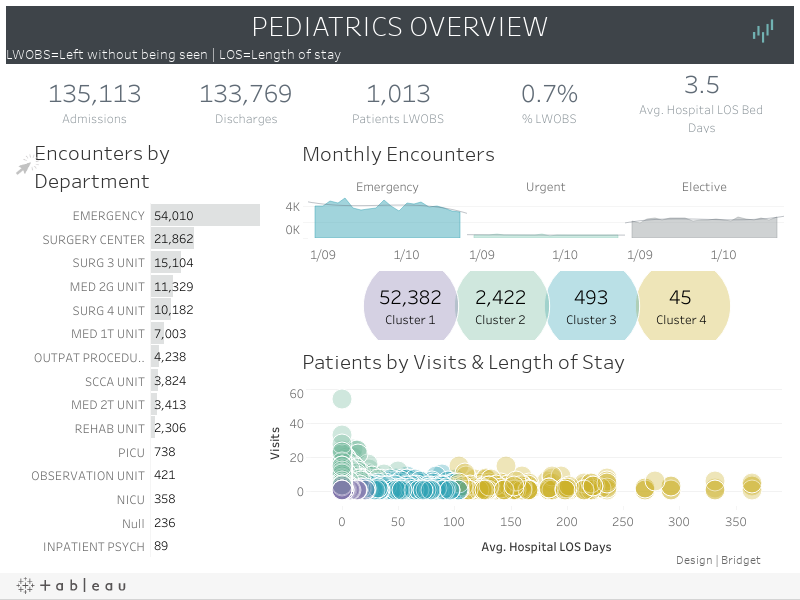 PEDIATRICS OVERVIEW
LWOBS=Left without being seen | LOS=Length of stay
135,113
Admissions
133,769
Discharges
1,013
Patients LWOBS
0.7%
% LWOBS
3.5
Avg. Hospital LOS Bed
Days
Encounters by
Department
EMERGENCY 54,010
SURGERY CENTER 21,862
SURG 3 UNIT 15,104
MED 2G UNIT 11,329
SURG 4 UNIT 10,182
MED 1T UNIT 7,003
OUTPAT PROCEDU.. 4,238
SCCA UNIT 3,824
MED 2T UNIT 3,413
REHAB UNIT 2,306
PICU 738
OBSERVATION UNIT 421
NICU 358
Null 236
INPATIENT PSYCH 89
Monthly Encounters
Emergency Urgent Elective
4K
0K
1/09 1/10 1/09 1/10 1/09 1/10
52,382
Cluster 1
2,422
Cluster 2
493
Cluster 3
45
Cluster 4
Patients by Visits & Length of Stay
Visits
60
40
20
0
0 50 100 150 200 250 300 350
Avg. Hospital LOS Days
Design | Bridget
+ a b l e a u